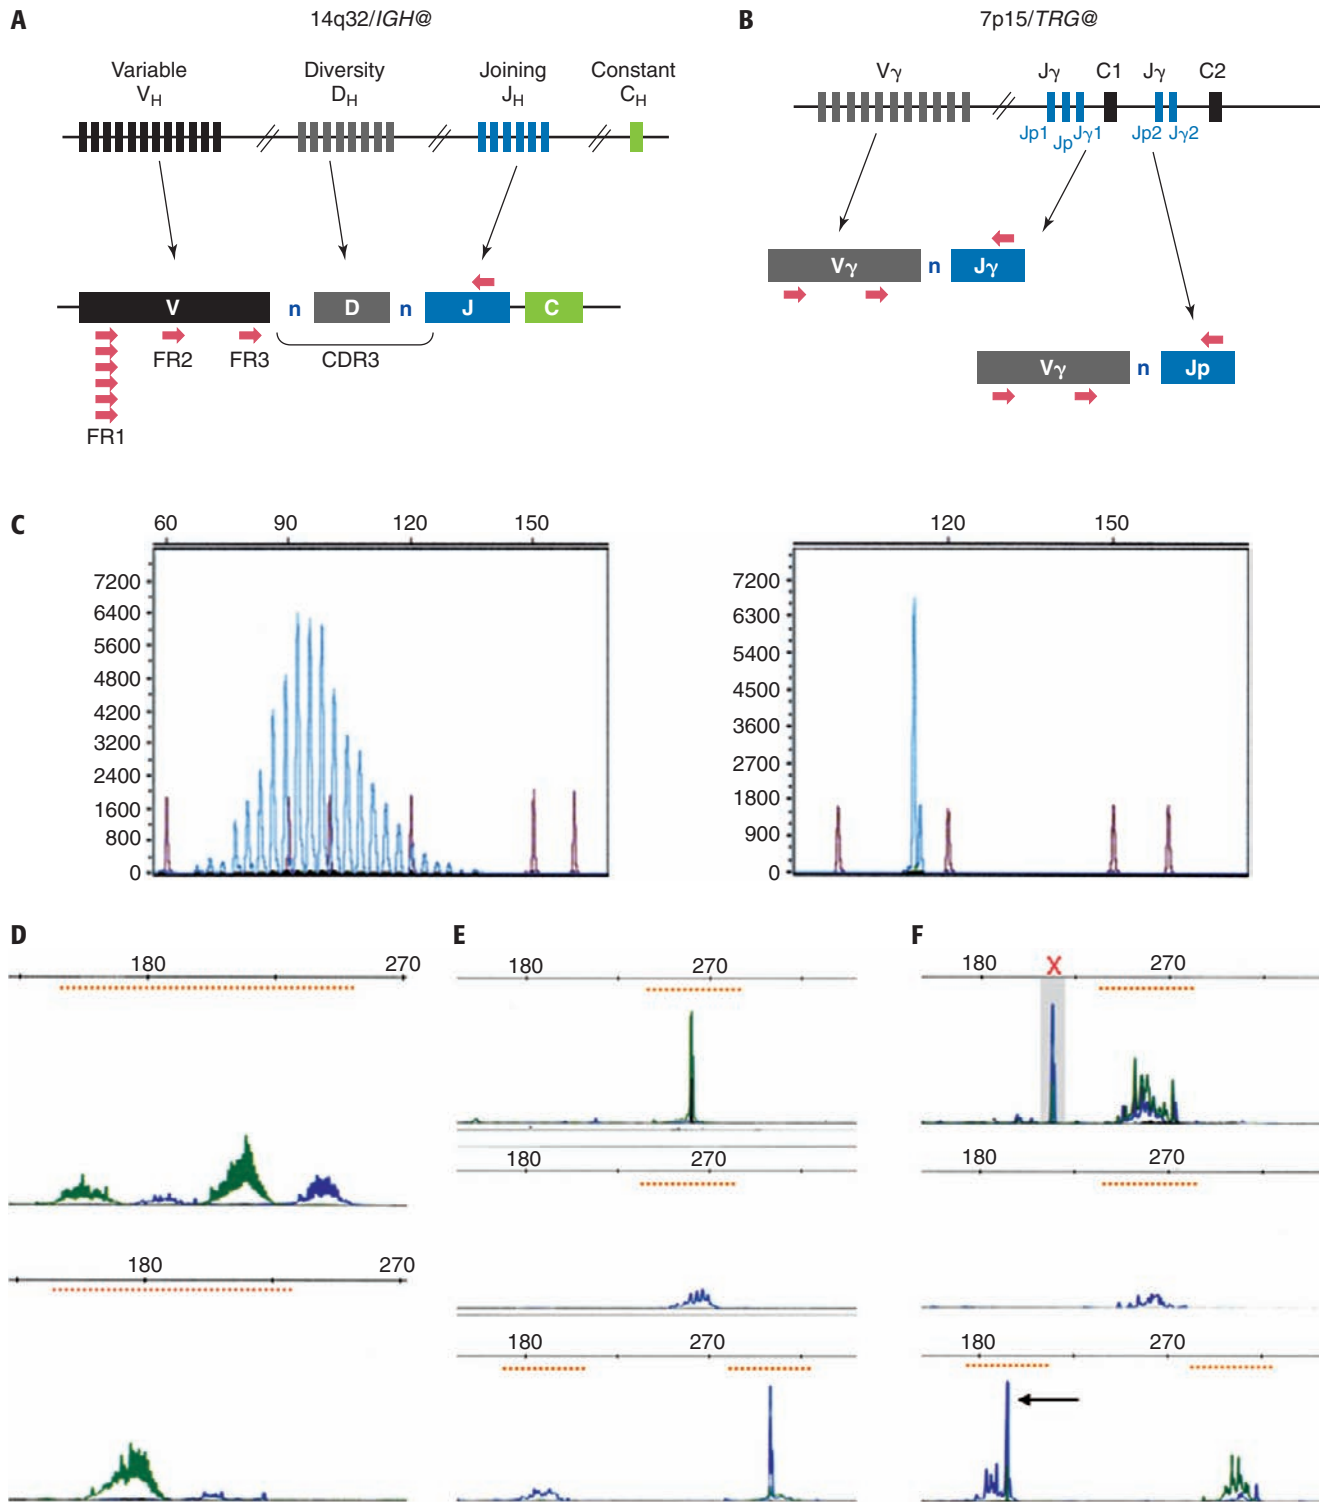 A
14q32/IGH@
Variable
VH
Diversity
DH
Joining
JH
Constant
CH
V
n
D
n
J
C
FR1
FR2
FR3
CDR3
B
7p15/TRG@
Vγ
Jγ
C1
Jγ
C2
Jp1
Jp
Jγ1
Jp2
Jγ2
Vγ
n
Jγ
Vγ
n
Jp
C
60 90 120 150
7200
6400
5600
4800
4200
3200
2400
1600
800
0
120 150
7200
6300
5400
4500
3600
2700
1800
900
0
D
180 270
180 270
E
180 270
180 270
180 270
F
180 X 270
180 270
180 270